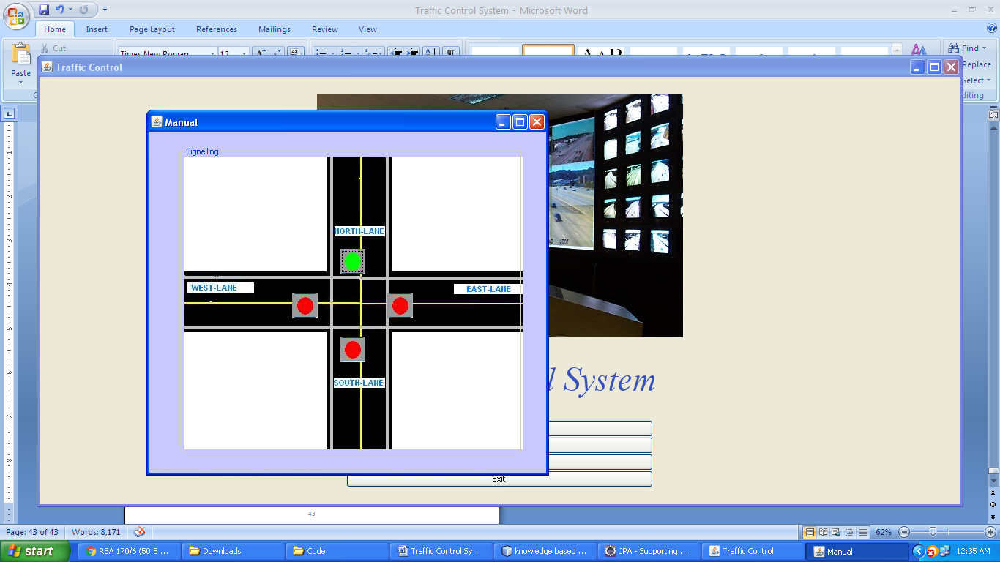 Traffic Control System - Microsoft Word
Home Insert Page Layout References Mailings Review View
Cut
Times New Roman 12
Find
Paste
Replace
Select
Traffic Control
Manual
Signelling
NORTH-LANE
WEST-LANE
EAST-LANE
SOUTH-LANE
System
Exit
43
Page: 43 of 43 Words: 8,171 62%
start RSA 170/6 (50.5 ... Downloads Code Traffic Control Sy... knowledge based ... JPA - Supporting ... Traffic Control Manual 12:35 AM